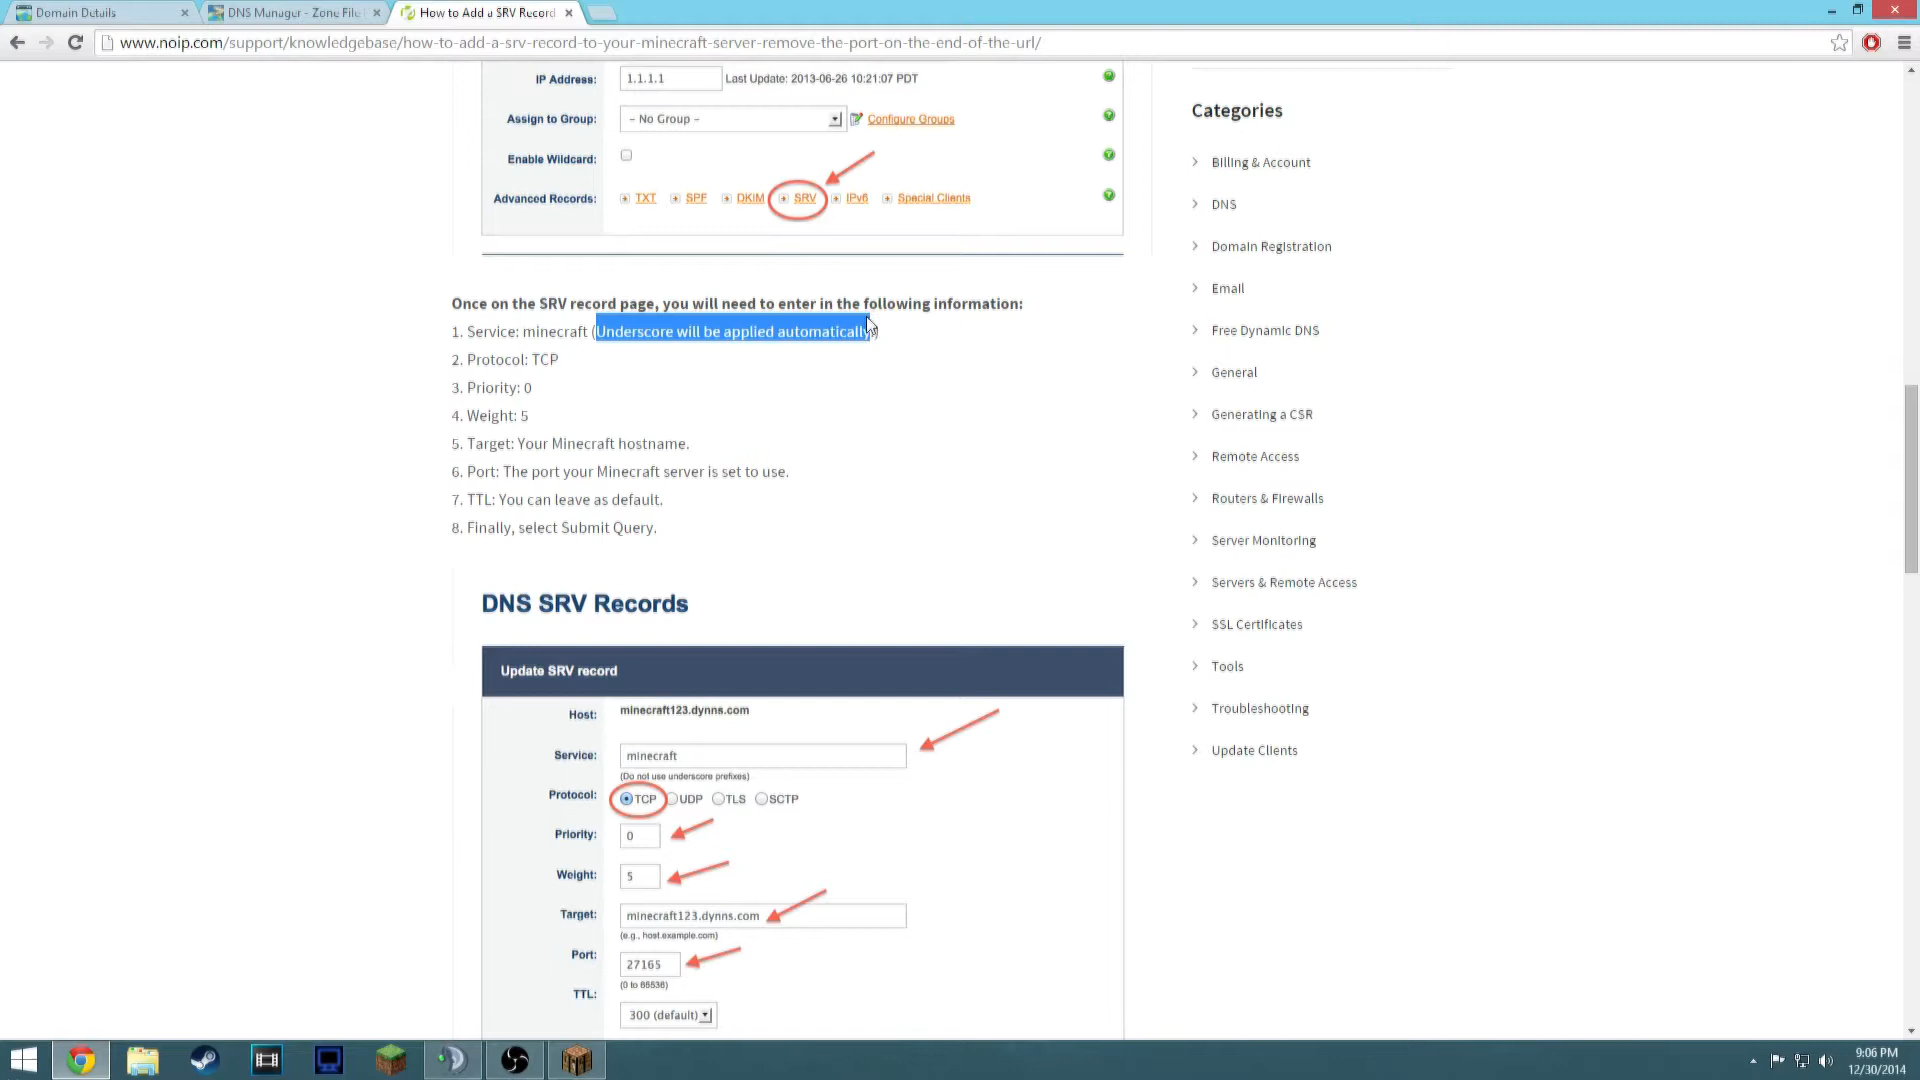 Domain Details
DNS Manager - Zone File
How to Add a SRV Record
www.noip.com/support/knowledgebase/how-to-add-a-srv-record-to-your-minecraft-server-remove-the-port-on-the-end-of-the-url/
IP Address: 1.1.1.1 Last Update: 2013-06-26 10:21:07 PDT
Assign to Group: - No Group - Configure Groups
Enable Wildcard:
Advanced Records: TXT SPF DKIM SRV IPv6 Special Clients
Once on the SRV record page, you will need to enter in the following information:
1. Service: minecraft (Underscore will be applied automatically)
2. Protocol: TCP
3. Priority: 0
4. Weight: 5
5. Target: Your Minecraft hostname.
6. Port: The port your Minecraft server is set to use.
7. TTL: You can leave as default.
8. Finally, select Submit Query.
DNS SRV Records
Update SRV record
Host: minecraft123.dynns.com
Service: minecraft
(Do not use underscore prefixes)
Protocol: TCP UDP TLS SCTP
Priority: 0
Weight: 5
Target: minecraft123.dynns.com
(e.g., host.example.com)
Port: 27165
(0 to 65536)
TTL: 300 (default)
Categories
Billing & Account
DNS
Domain Registration
Email
Free Dynamic DNS
General
Generating a CSR
Remote Access
Routers & Firewalls
Server Monitoring
Servers & Remote Access
SSL Certificates
Tools
Troubleshooting
Update Clients
9:06 PM
12/30/2014